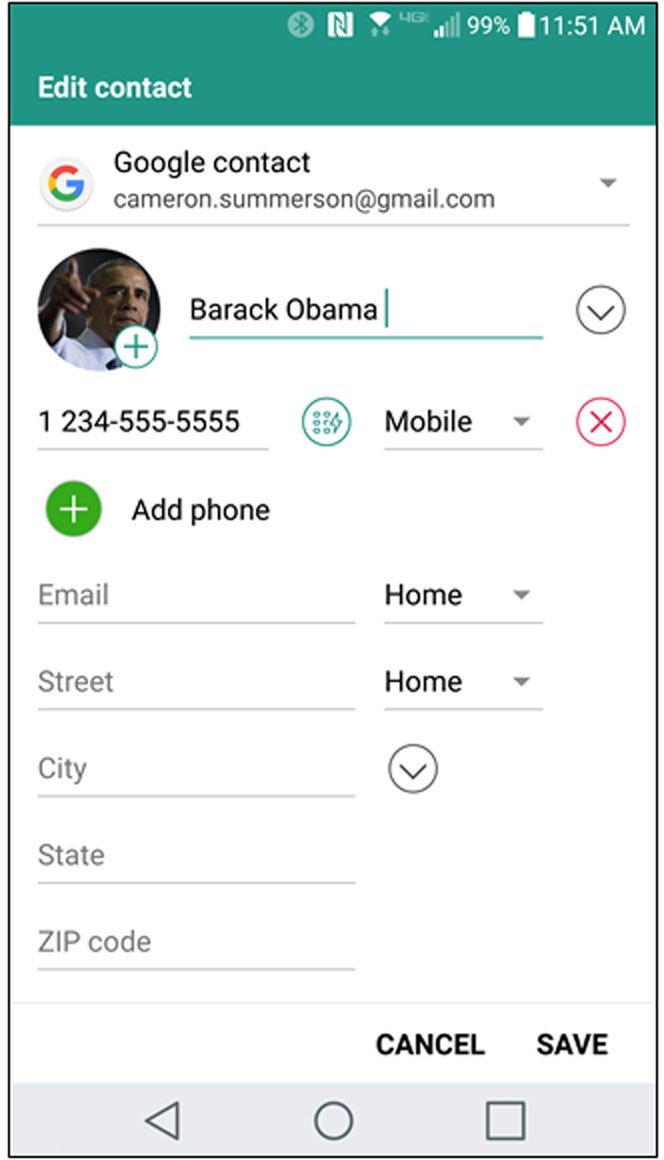 4G 99% 11:51 AM
Edit contact
Google contact
cameron.summerson@gmail.com
Barack Obama
1 234-555-5555 Mobile
Add phone
Email Home
Street Home
City
State
ZIP code
CANCEL SAVE